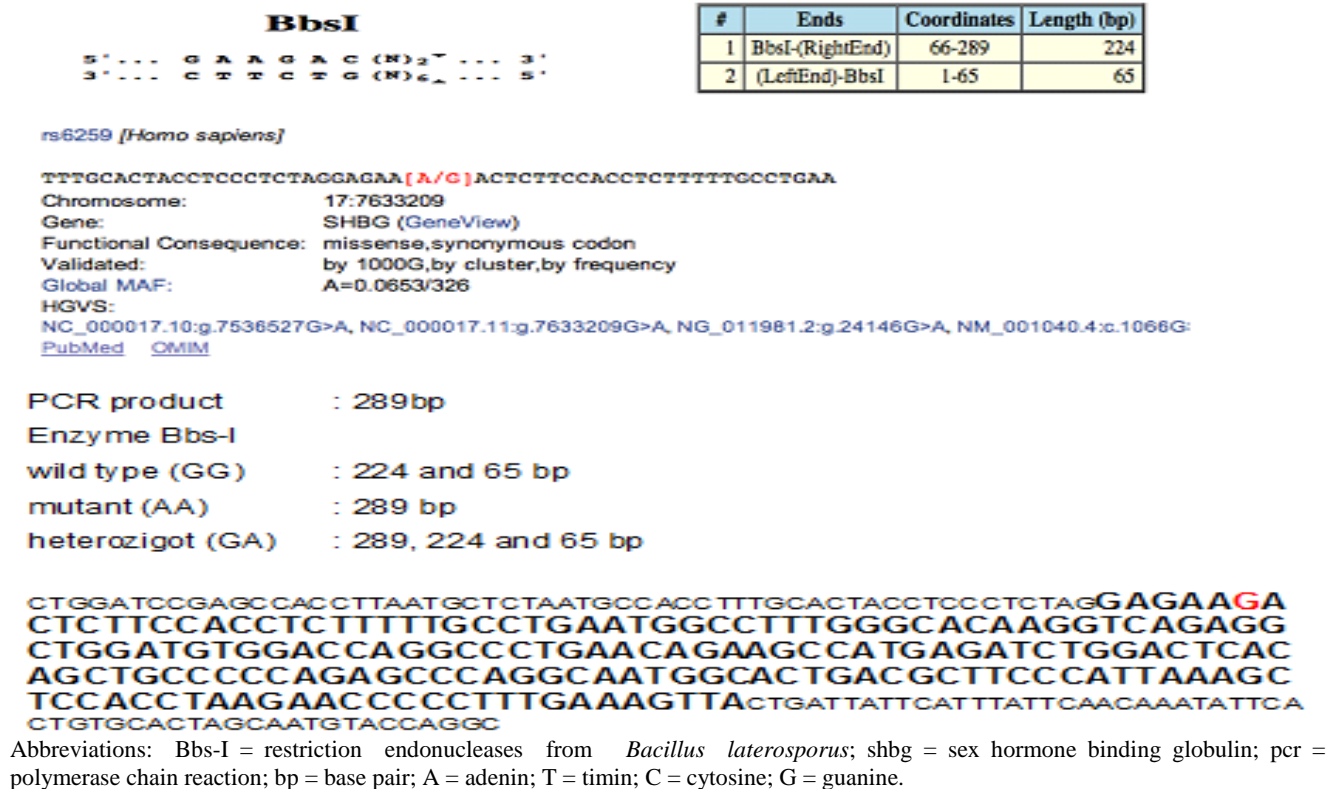 BbsI
5'... G A A G A C (N)2▼ ... 3'
3'... C T T C T G (N)6▲ ... 5'
# Ends Coordinates Length (bp)
1 BbsI-(RightEnd) 66-289 224
2 (LeftEnd)-BbsI 1-65 65
rs6259 [Homo sapiens]
TTTGCACTACCTCCCTCTAGGAGAA[A/G]ACTCTTCCACCTCTTTTTGCCTGAA
Chromosome: 17:7633209
Gene: SHBG (GeneView)
Functional Consequence: missense,synonymous codon
Validated: by 1000G,by cluster,by frequency
Global MAF: A=0.0653/326
HGVS:
NC_000017.10:g.7536527G>A, NC_000017.11:g.7633209G>A, NG_011981.2:g.24146G>A, NM_001040.4:c.1066G
PubMed OMIM
PCR product : 289bp
Enzyme Bbs-I
wild type (GG) : 224 and 65 bp
mutant (AA) : 289 bp
heterozigot (GA) : 289, 224 and 65 bp
CTGGATCCGAGCCACCTTAATGCTCTAATGCCACCTTTGCACTACCTCCCTCTAGGAGAAGA
CTCTTCCACCTCTTTTTGCCTGAATGGCCTTTGGGCACAAGGTCAGAGG
CTGGATGTGGACCAGGCCCTGAACAGAAGCCATGAGATCTGGACTCAC
AGCTGCCCCCAGAGCCCAGGCAATGGCACTGACGCTTCCCATTAAAGC
TCCACCTAAGAACCCCCTTTGAAAGTTACTGATTATTCATTTATTCAACAAATATTCA
CTGTGCACTAGCAATGTACCAGGC
Abbreviations: Bbs-I = restriction endonucleases from Bacillus laterosporus; shbg = sex hormone binding globulin; pcr =
polymerase chain reaction; bp = base pair; A = adenin; T = timin; C = cytosine; G = guanine.